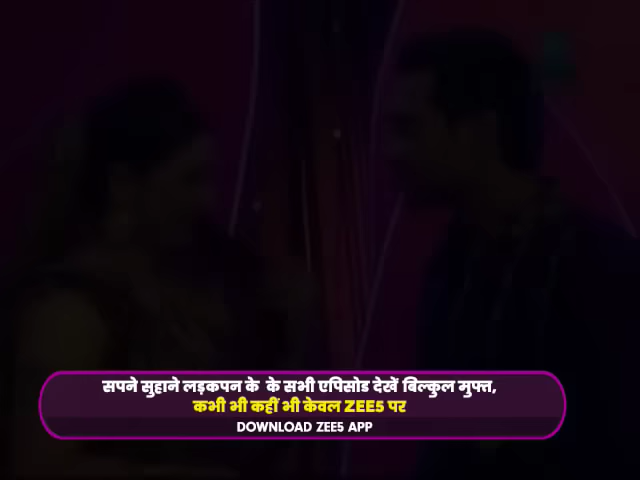 सपने सुहाने लड़कपन के के सभी एपिसोड देखें बिल्कुल मुफ्त,
कभी भी कहीं भी केवल ZEE5 पर
DOWNLOAD ZEE5 APP